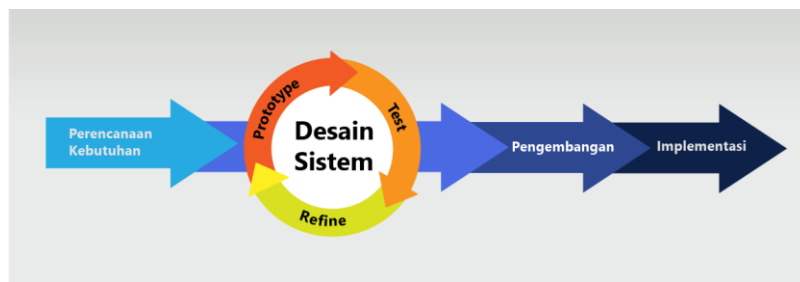 Perencanaan
Kebutuhan
Prototype
Test
Refine
Desain
Sistem
Pengembangan
Implementasi